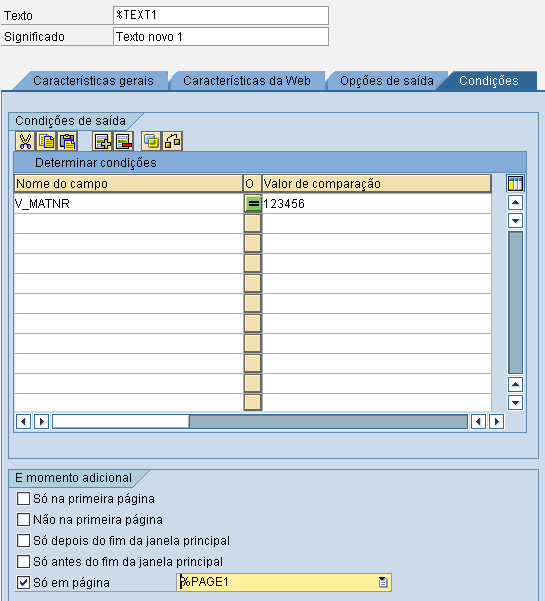 Texto %TEXT1
Significado Texto novo 1
Características gerais Características da Web Opções de saída Condições
Condições de saída
Determinar condições
Nome do campo O Valor de comparação
V_MATNR = 123456
E momento adicional
Só na primeira página
Não na primeira página
Só depois do fim da janela principal
Só antes do fim da janela principal
Só em página %PAGE1